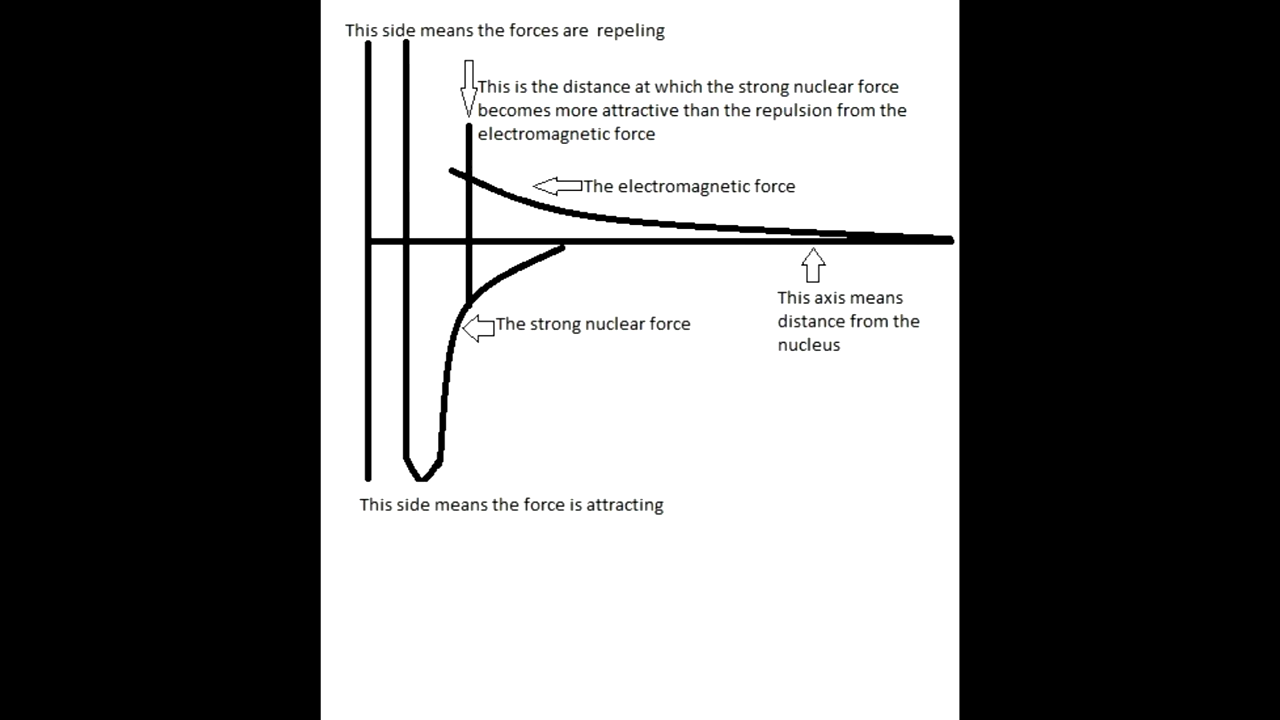 This side means the forces are repeling
This is the distance at which the strong nuclear force
becomes more attractive than the repulsion from the
electromagnetic force
The electromagnetic force
This axis means
distance from the
nucleus
The strong nuclear force
This side means the force is attracting